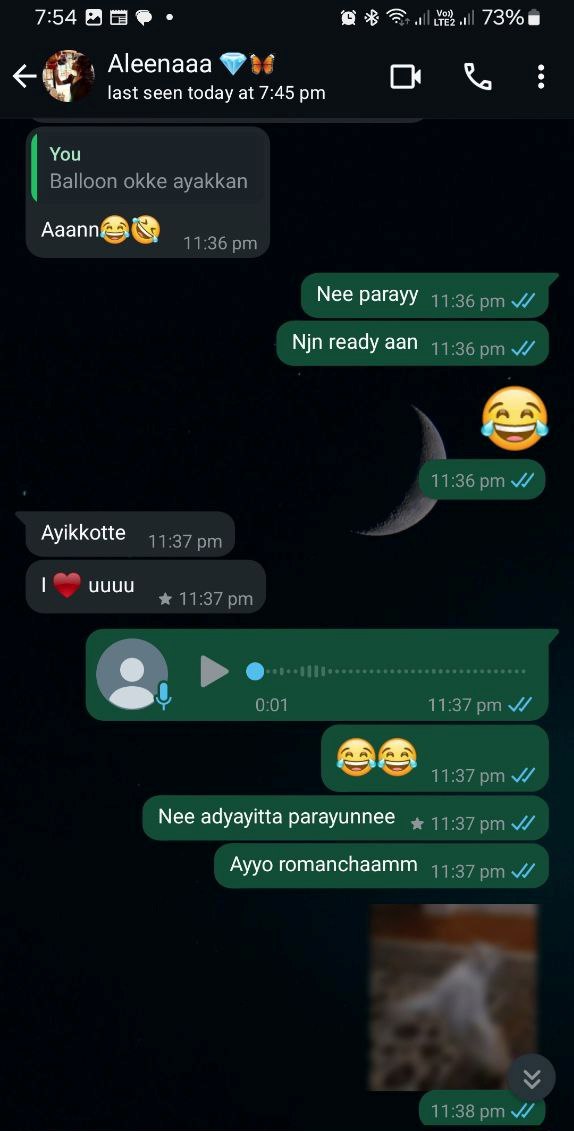 7:54
Vo)) LTE2 73%
Aleenaaa 💎🦋
last seen today at 7:45 pm
You
Balloon okke ayakkan
Aaann😂🤣 11:36 pm
Nee parayy 11:36 pm
Njn ready aan 11:36 pm
😂
11:36 pm
Ayikkotte 11:37 pm
I ❤️ uuuu 11:37 pm
0:01 11:37 pm
😂😂 11:37 pm
Nee adyayitta parayunnee 11:37 pm
Ayyo romanchaamm 11:37 pm
11:38 pm